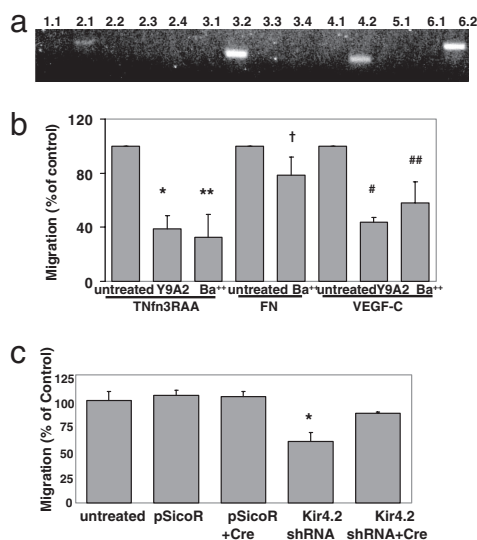 a
1.1 2.1 2.2 2.3 2.4 3.1 3.2 3.3 3.4 4.1 4.2 5.1 6.1 6.2
b
Migration (% of control)
120
80
40
0
* ** † # ##
untreated Y9A2 Ba++ untreated Ba++ untreated Y9A2 Ba++
TNfn3RAA FN VEGF-C
c
Migration (% of Control)
125
100
75
50
25
0
*
untreated pSicoR pSicoR Kir4.2 Kir4.2
+Cre shRNA shRNA+Cre